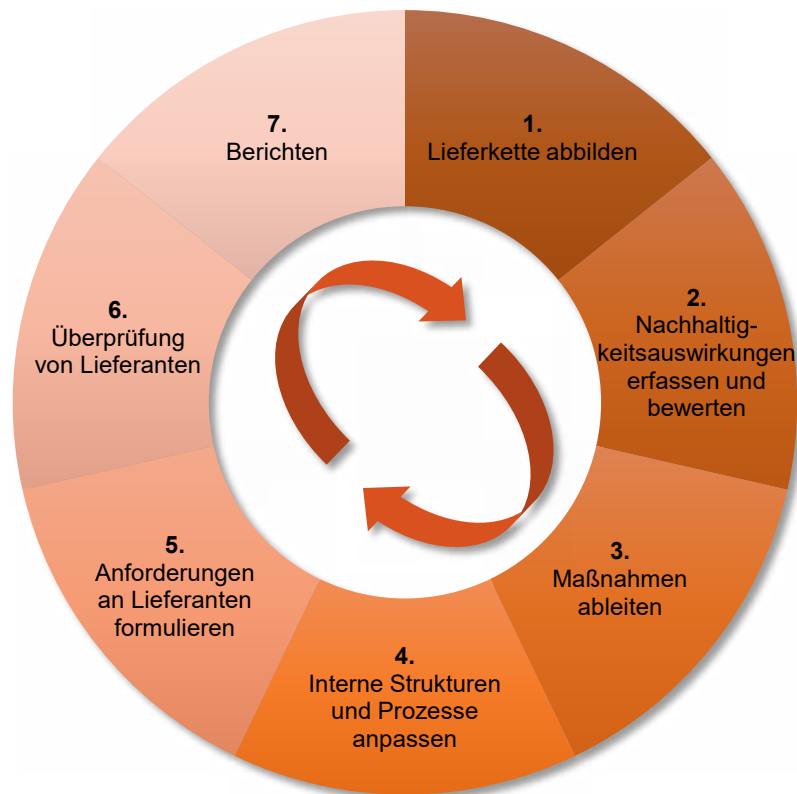 1.
Lieferkette abbilden
2.
Nachhaltig-
keitsauswirkungen
erfassen und
bewerten
3.
Maßnahmen
ableiten
4.
Interne Strukturen
und Prozesse
anpassen
5.
Anforderungen
an Lieferanten
formulieren
6.
Überprüfung
von Lieferanten
7.
Berichten